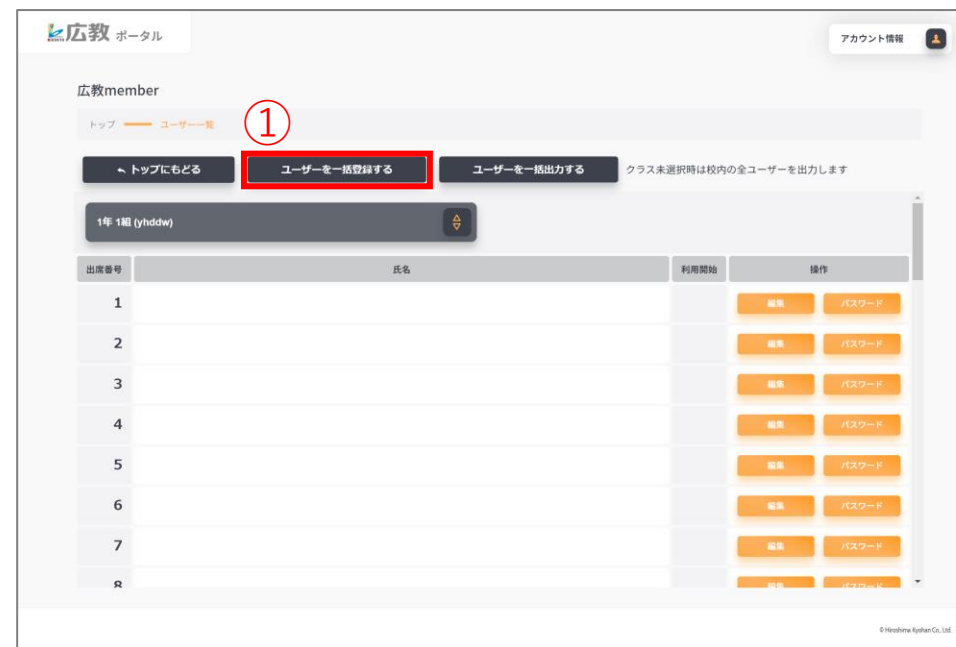 広教 ポータル
アカウント情報
広教member
トップ ユーザー一覧
①
トップにもどる ユーザーを一括登録する ユーザーを一括出力する クラス未選択時は校内の全ユーザーを出力します
1年 1組 (yhddw)
出席番号 氏名 利用開始 操作
1 編集 パスワード
2 編集 パスワード
3 編集 パスワード
4 編集 パスワード
5 編集 パスワード
6 編集 パスワード
7 編集 パスワード
8 編集 パスワード
© Hiroshima Kyohan Co., Ltd.